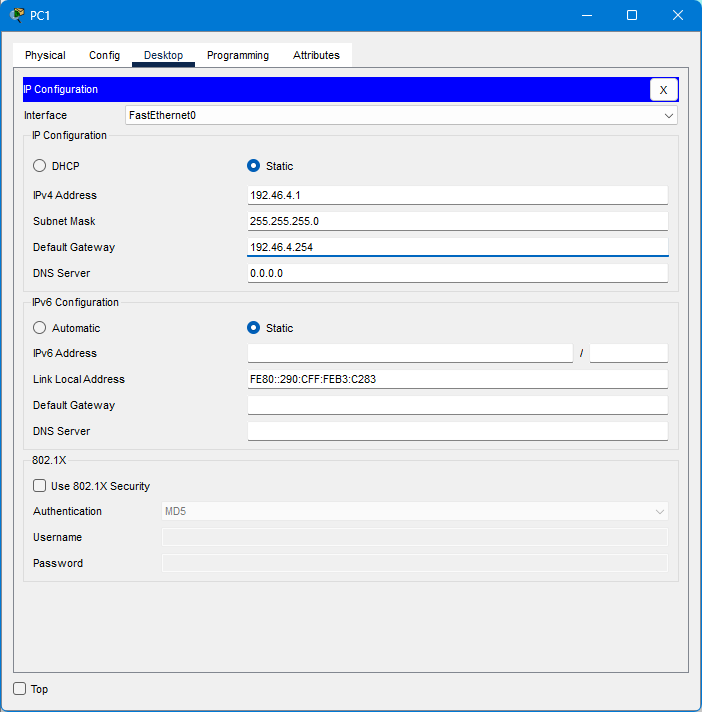 PC1
Physical Config Desktop Programming Attributes
IP Configuration X
Interface FastEthernet0
IP Configuration
DHCP Static
IPv4 Address 192.46.4.1
Subnet Mask 255.255.255.0
Default Gateway 192.46.4.254
DNS Server 0.0.0.0
IPv6 Configuration
Automatic Static
IPv6 Address /
Link Local Address FE80::290:CFF:FEB3:C283
Default Gateway
DNS Server
802.1X
Use 802.1X Security
Authentication MD5
Username
Password
Top